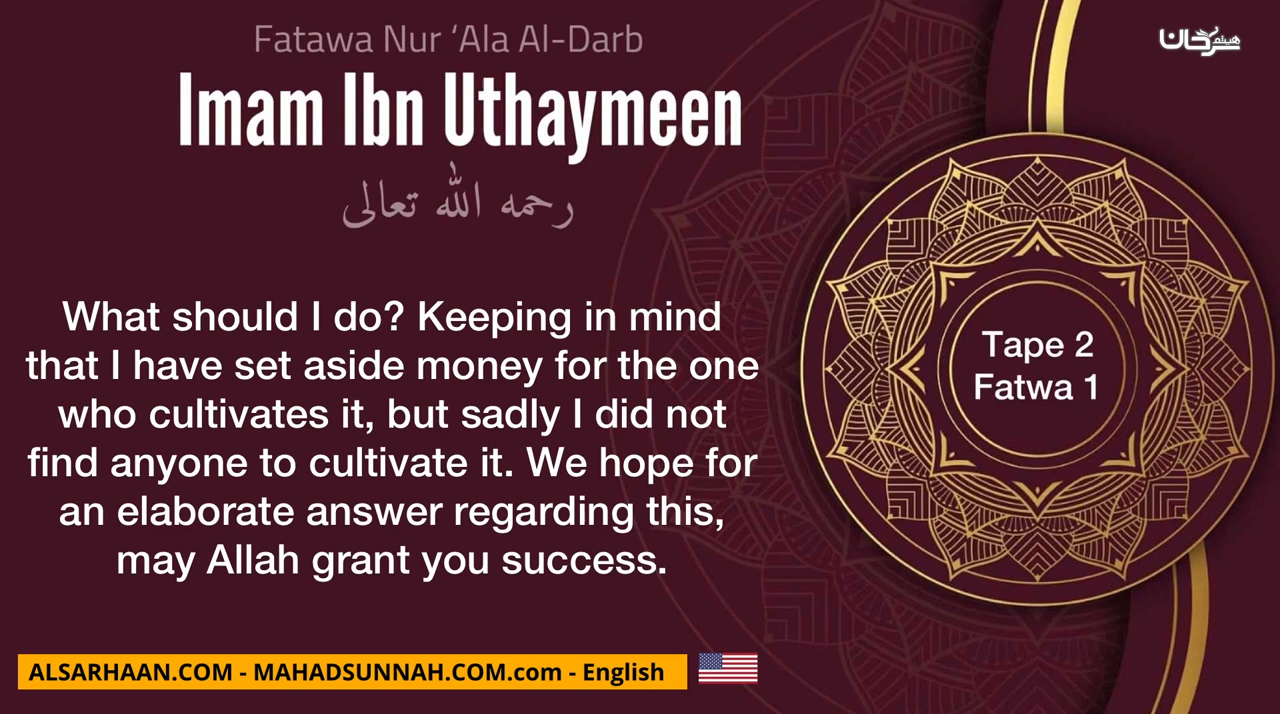 Fatawa Nur ‘Ala Al-Darb
هيثم سرحان
Imam Ibn Uthaymeen
رحمه الله تعالى
What should I do? Keeping in mind
that I have set aside money for the one
who cultivates it, but sadly I did not
find anyone to cultivate it. We hope for
an elaborate answer regarding this,
may Allah grant you success.
Tape 2
Fatwa 1
ALSARHAAN.COM - MAHADSUNNAH.COM.com - English